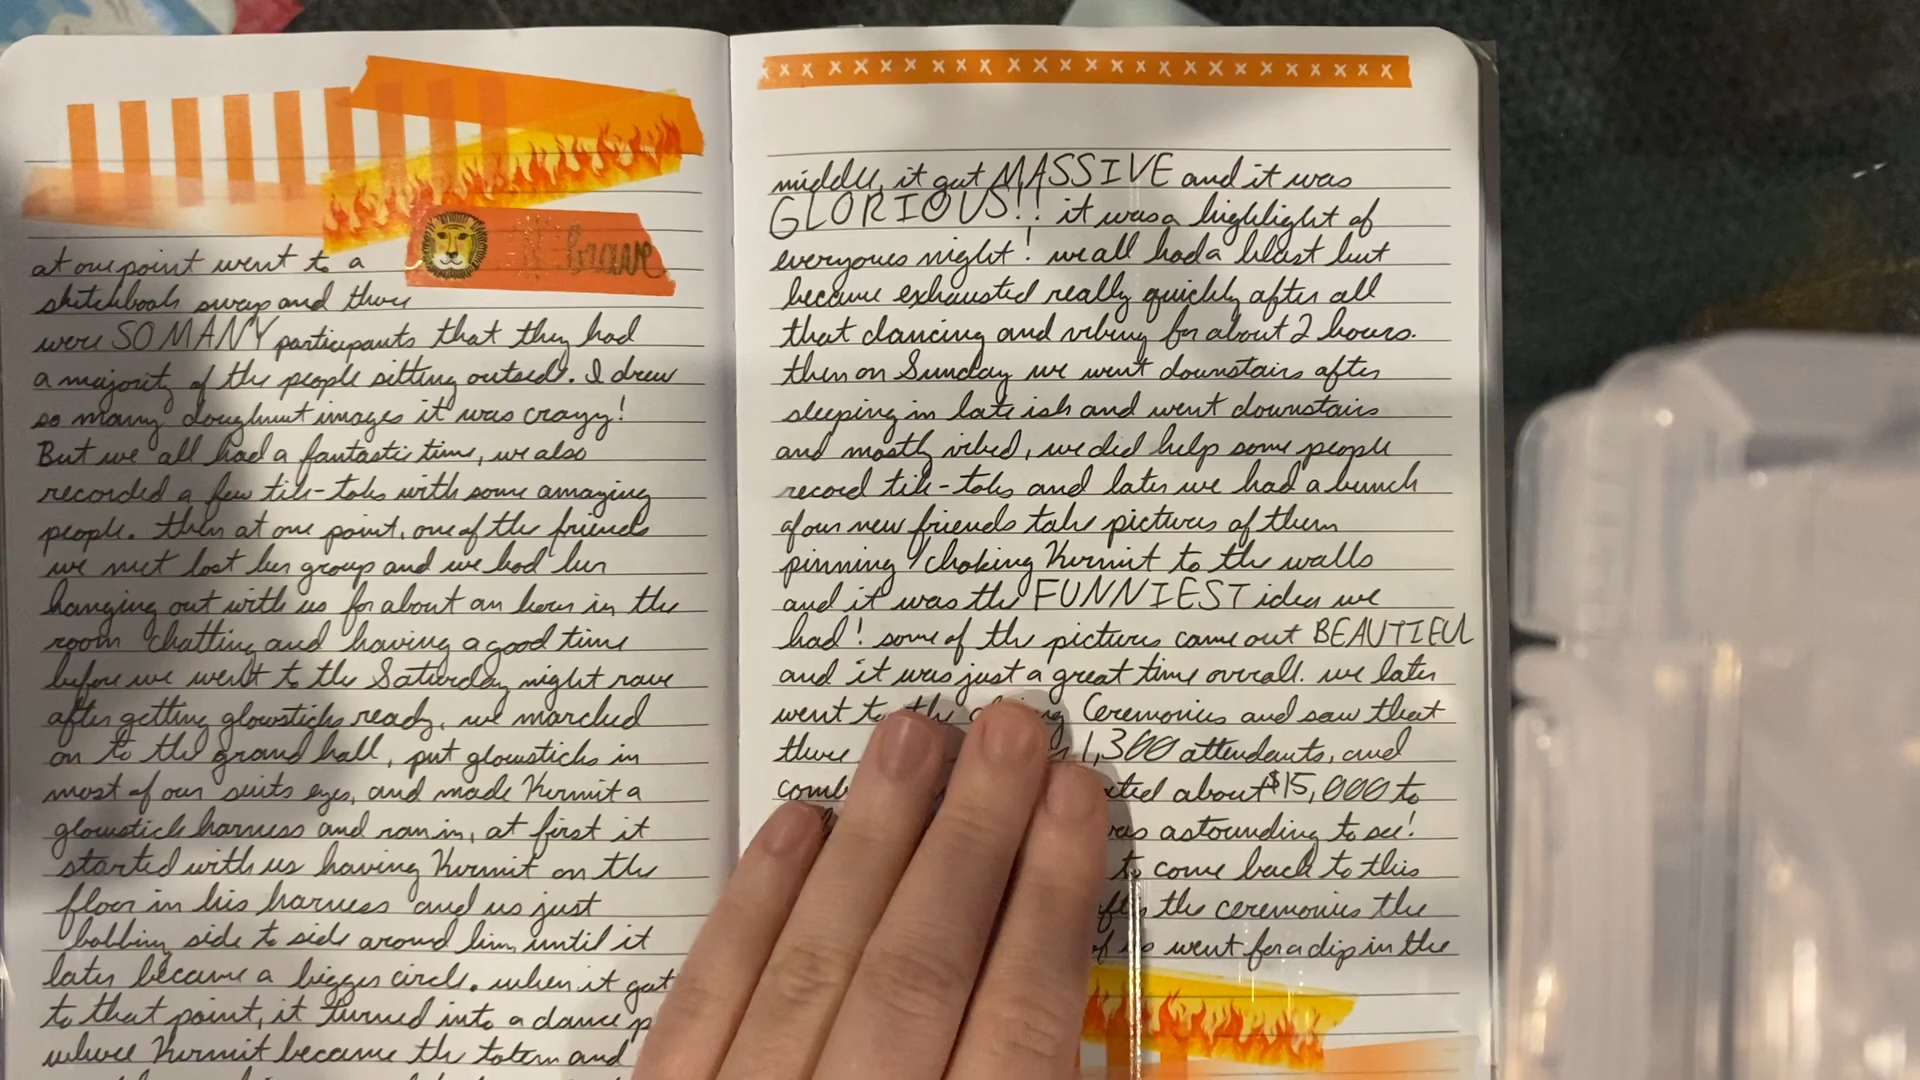 Brave
at one point went to a
sketchbook swap and there
were SO MANY participants that they had
a majority of the people sitting outside. I drew
so many doughnut images it was crazy!
But we all had a fantastic time, we also
recorded a few tik-toks with some amazing
people. then at one point, one of the friends
we met lost her group and we had her
hanging out with us for about an hour in the
room chatting and having a good time
before we went to the Saturday night rave
after getting glowsticks ready, we marched
on to the grand hall, put glowsticks in
most of our suits eyes, and made Kermit a
glowstick harness and ran in, at first it
started with us having Kermit on the
floor in his harness and us just
bobbing side to side around him, until it
later became a bigger circle. when it got
to that point, it turned into a dance
where Kermit became the totem and
middle, it got MASSIVE and it was
GLORIOUS!! it was a highlight of
everyones night! we all had a blast but
became exhausted really quickly after all
that dancing and vibing for about 2 hours.
then on Sunday we went downstairs after
sleeping in late ish and went downstairs
and mostly vibed, we did help some people
record tik-toks and later we had a bunch
of our new friends take pictures of them
pinning / choking Kermit to the walls
and it was the FUNNIEST idea we
had! some of the pictures came out BEAUTIFUL
and it was just a great time overall. we later
went to the Ceremonies and saw that
there 1,300 attendants, and
about $15,000 to
was astounding to see!
to come back to this
the ceremonies the
of us went for a dip in the